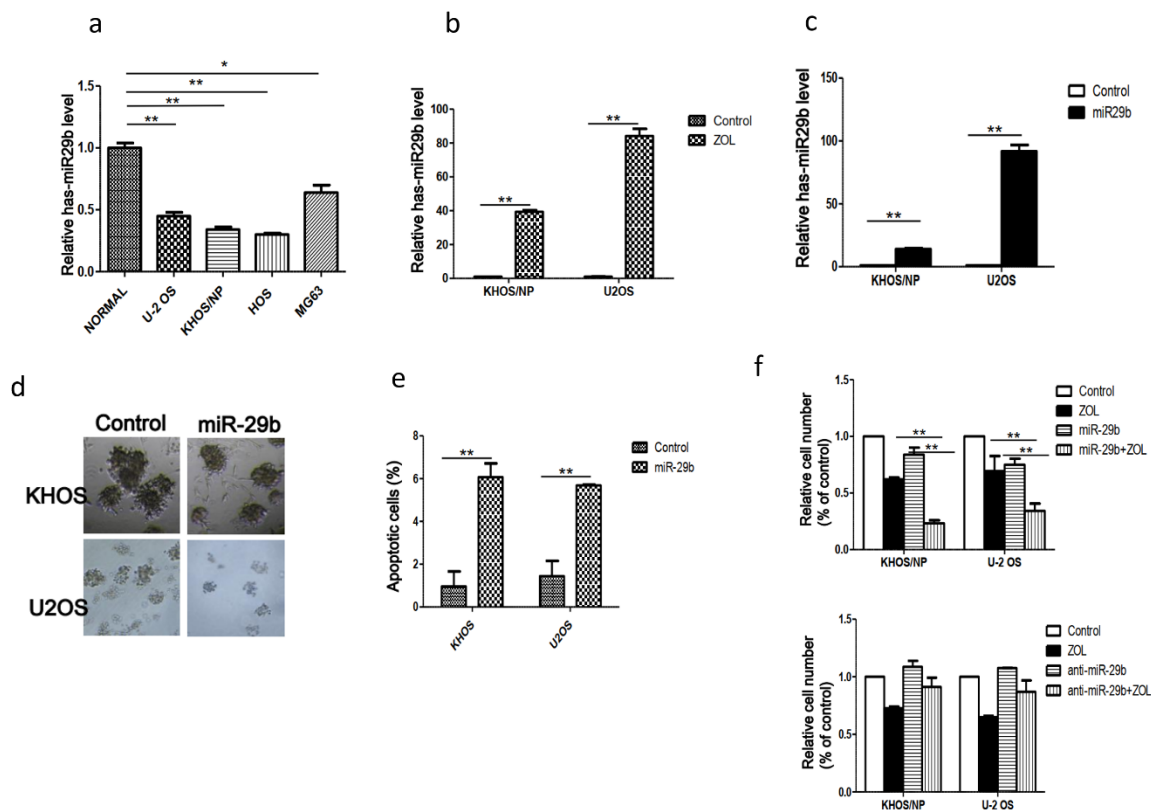 a
Relative has-miR29b level
1.5
1.0
0.5
0.0
*
**
**
**
NORMAL
U-2 OS
KHOS/NP
HOS
MG63
b
Relative has-miR29b level
100
80
60
40
20
0
**
**
KHOS/NP
U2OS
Control
ZOL
c
Relative has-miR29b level
150
100
50
0
**
**
KHOS/NP
U2OS
Control
miR29b
d
Control
miR-29b
KHOS
U2OS
e
Apoptotic cells (%)
8
6
4
2
0
**
**
KHOS
U2OS
Control
miR-29b
f
Relative cell number
(% of control)
1.5
1.0
0.5
0.0
**
**
**
**
KHOS/NP
U-2 OS
Control
ZOL
miR-29b
miR-29b+ZOL
Relative cell number
(% of control)
1.5
1.0
0.5
0.0
KHOS/NP
U-2 OS
Control
ZOL
anti-miR-29b
anti-miR-29b+ZOL